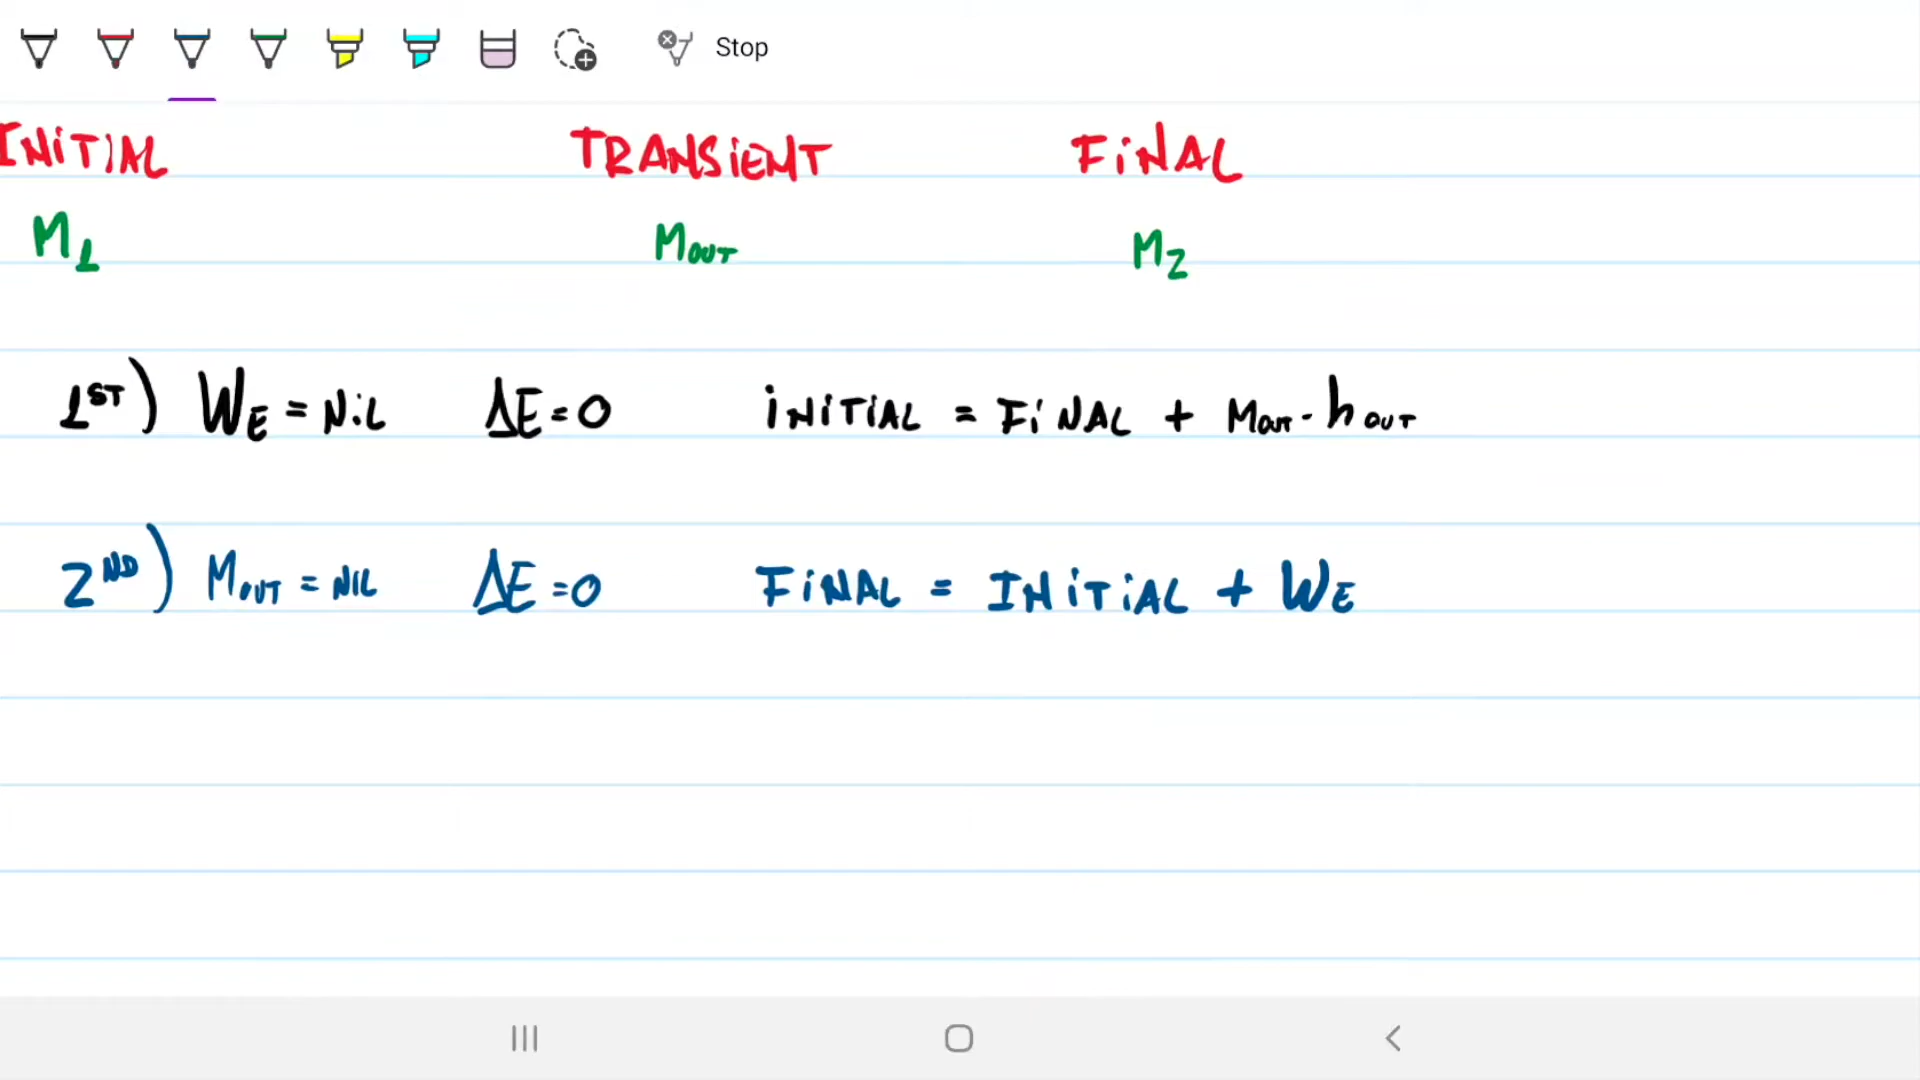 Stop
INITIAL TRANSIENT FINAL
M1 MOUT M2
1ST) WE = NIL ΔE=0 INITIAL = FINAL + MOUT · hOUT
2ND) MOUT = NIL ΔE=0 FINAL = INITIAL + WE